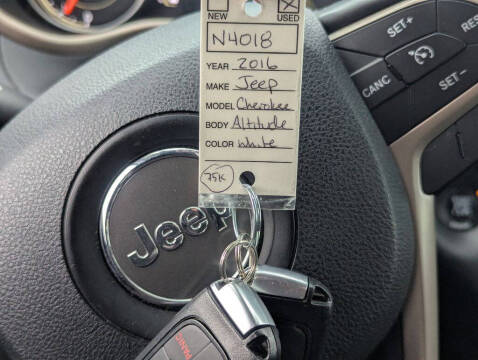 NEW USED
N4018
YEAR 2016
MAKE Jeep
MODEL Cherokee
BODY Altitude
COLOR White
75K
Jeep
PANIC
SET+
RES
CANC
SET-